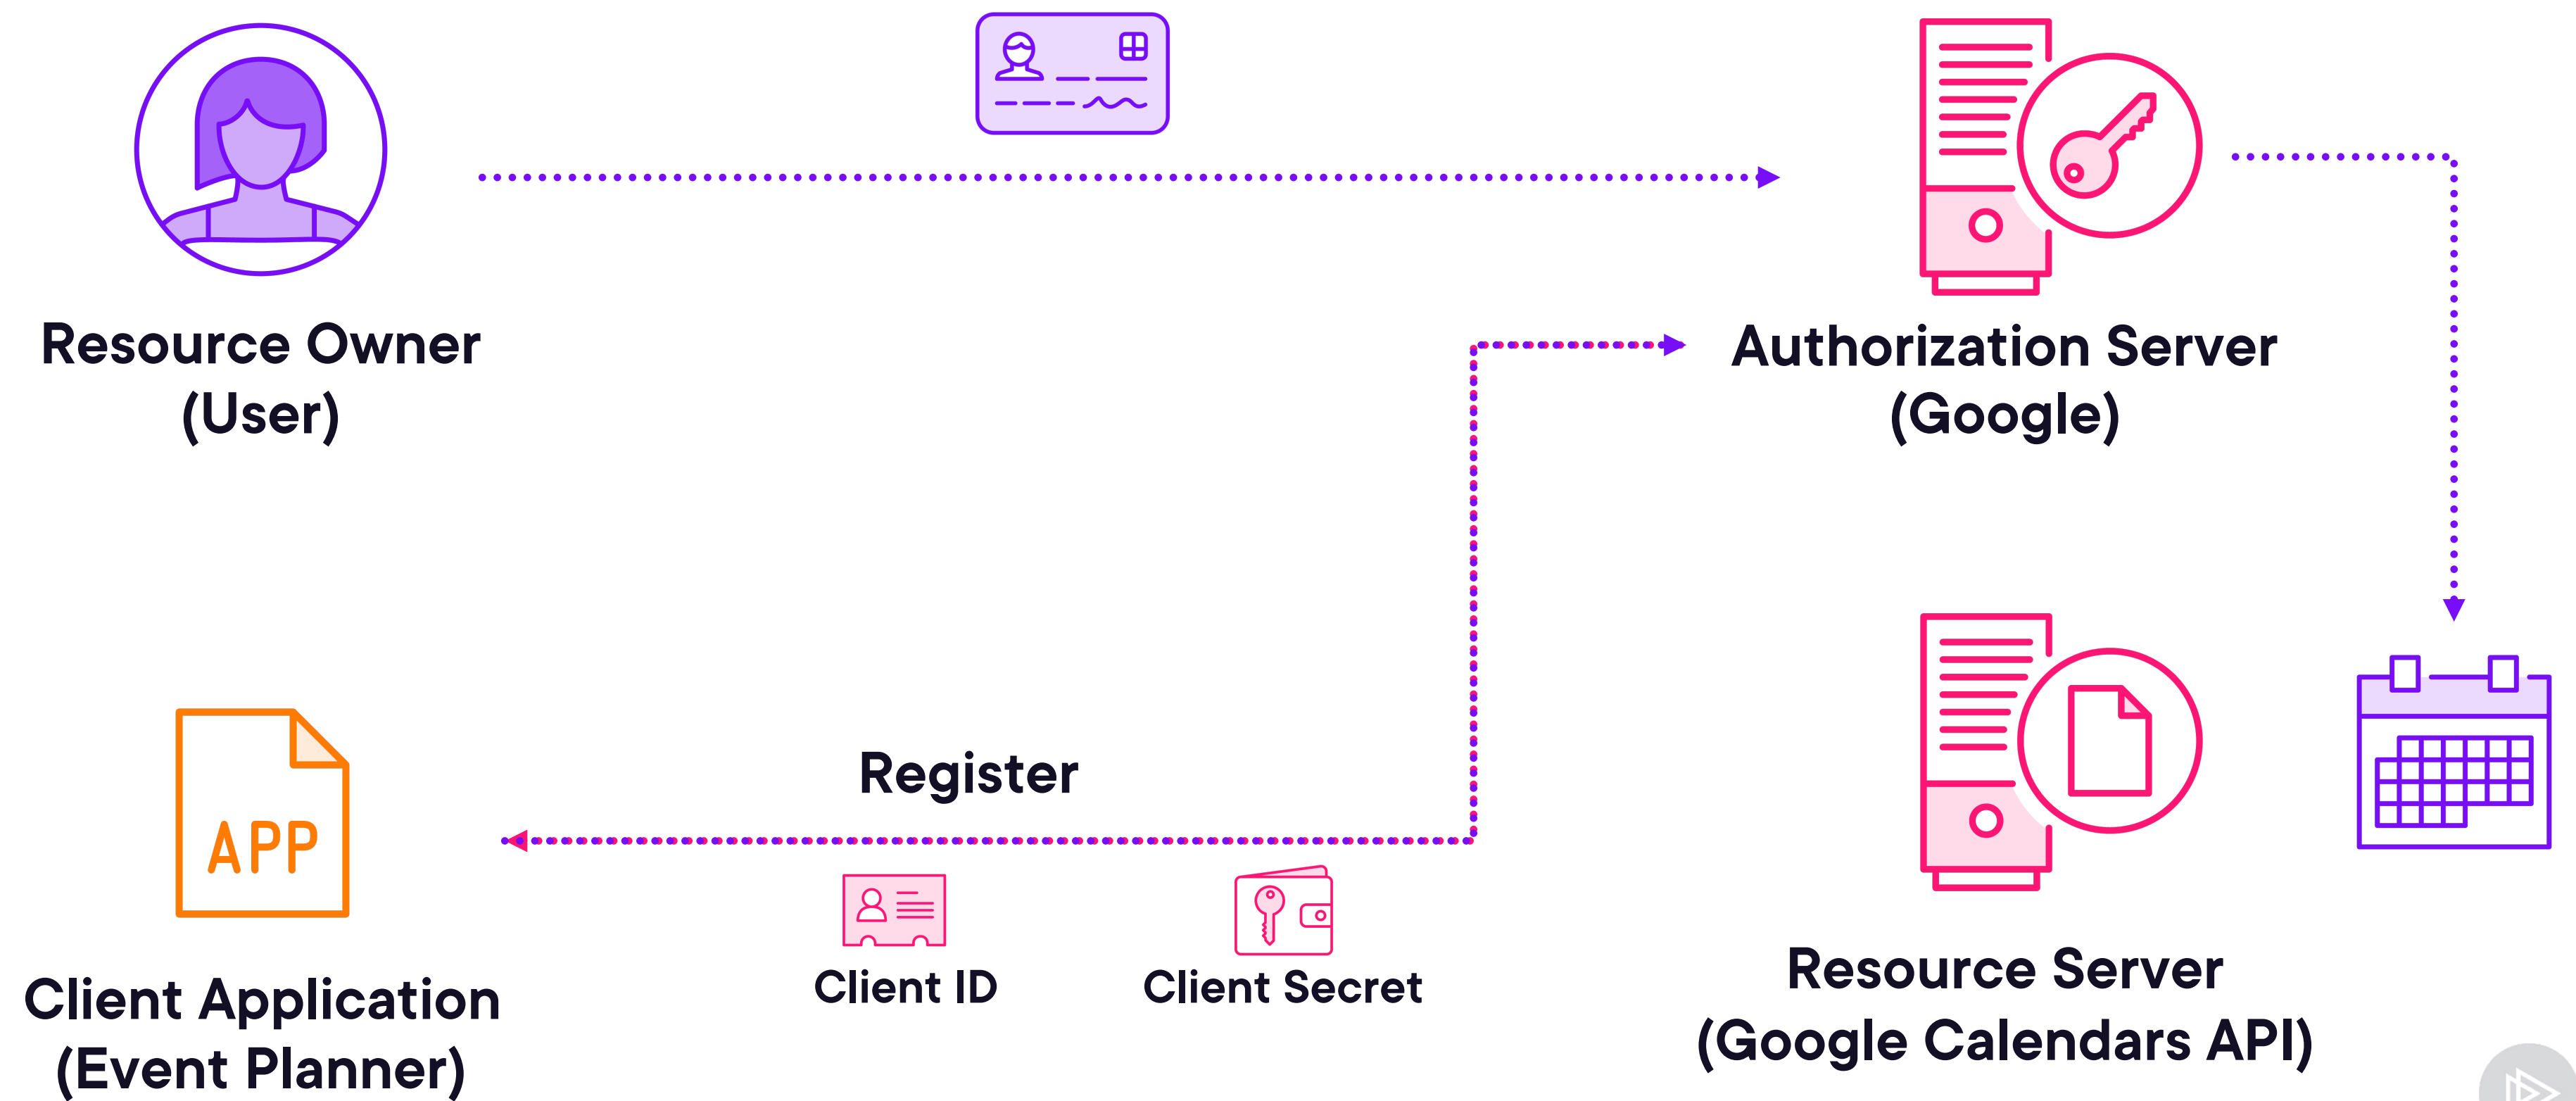 Resource Owner
(User)
Authorization Server
(Google)
Register
APP
Client ID
Client Secret
Client Application
(Event Planner)
Resource Server
(Google Calendars API)